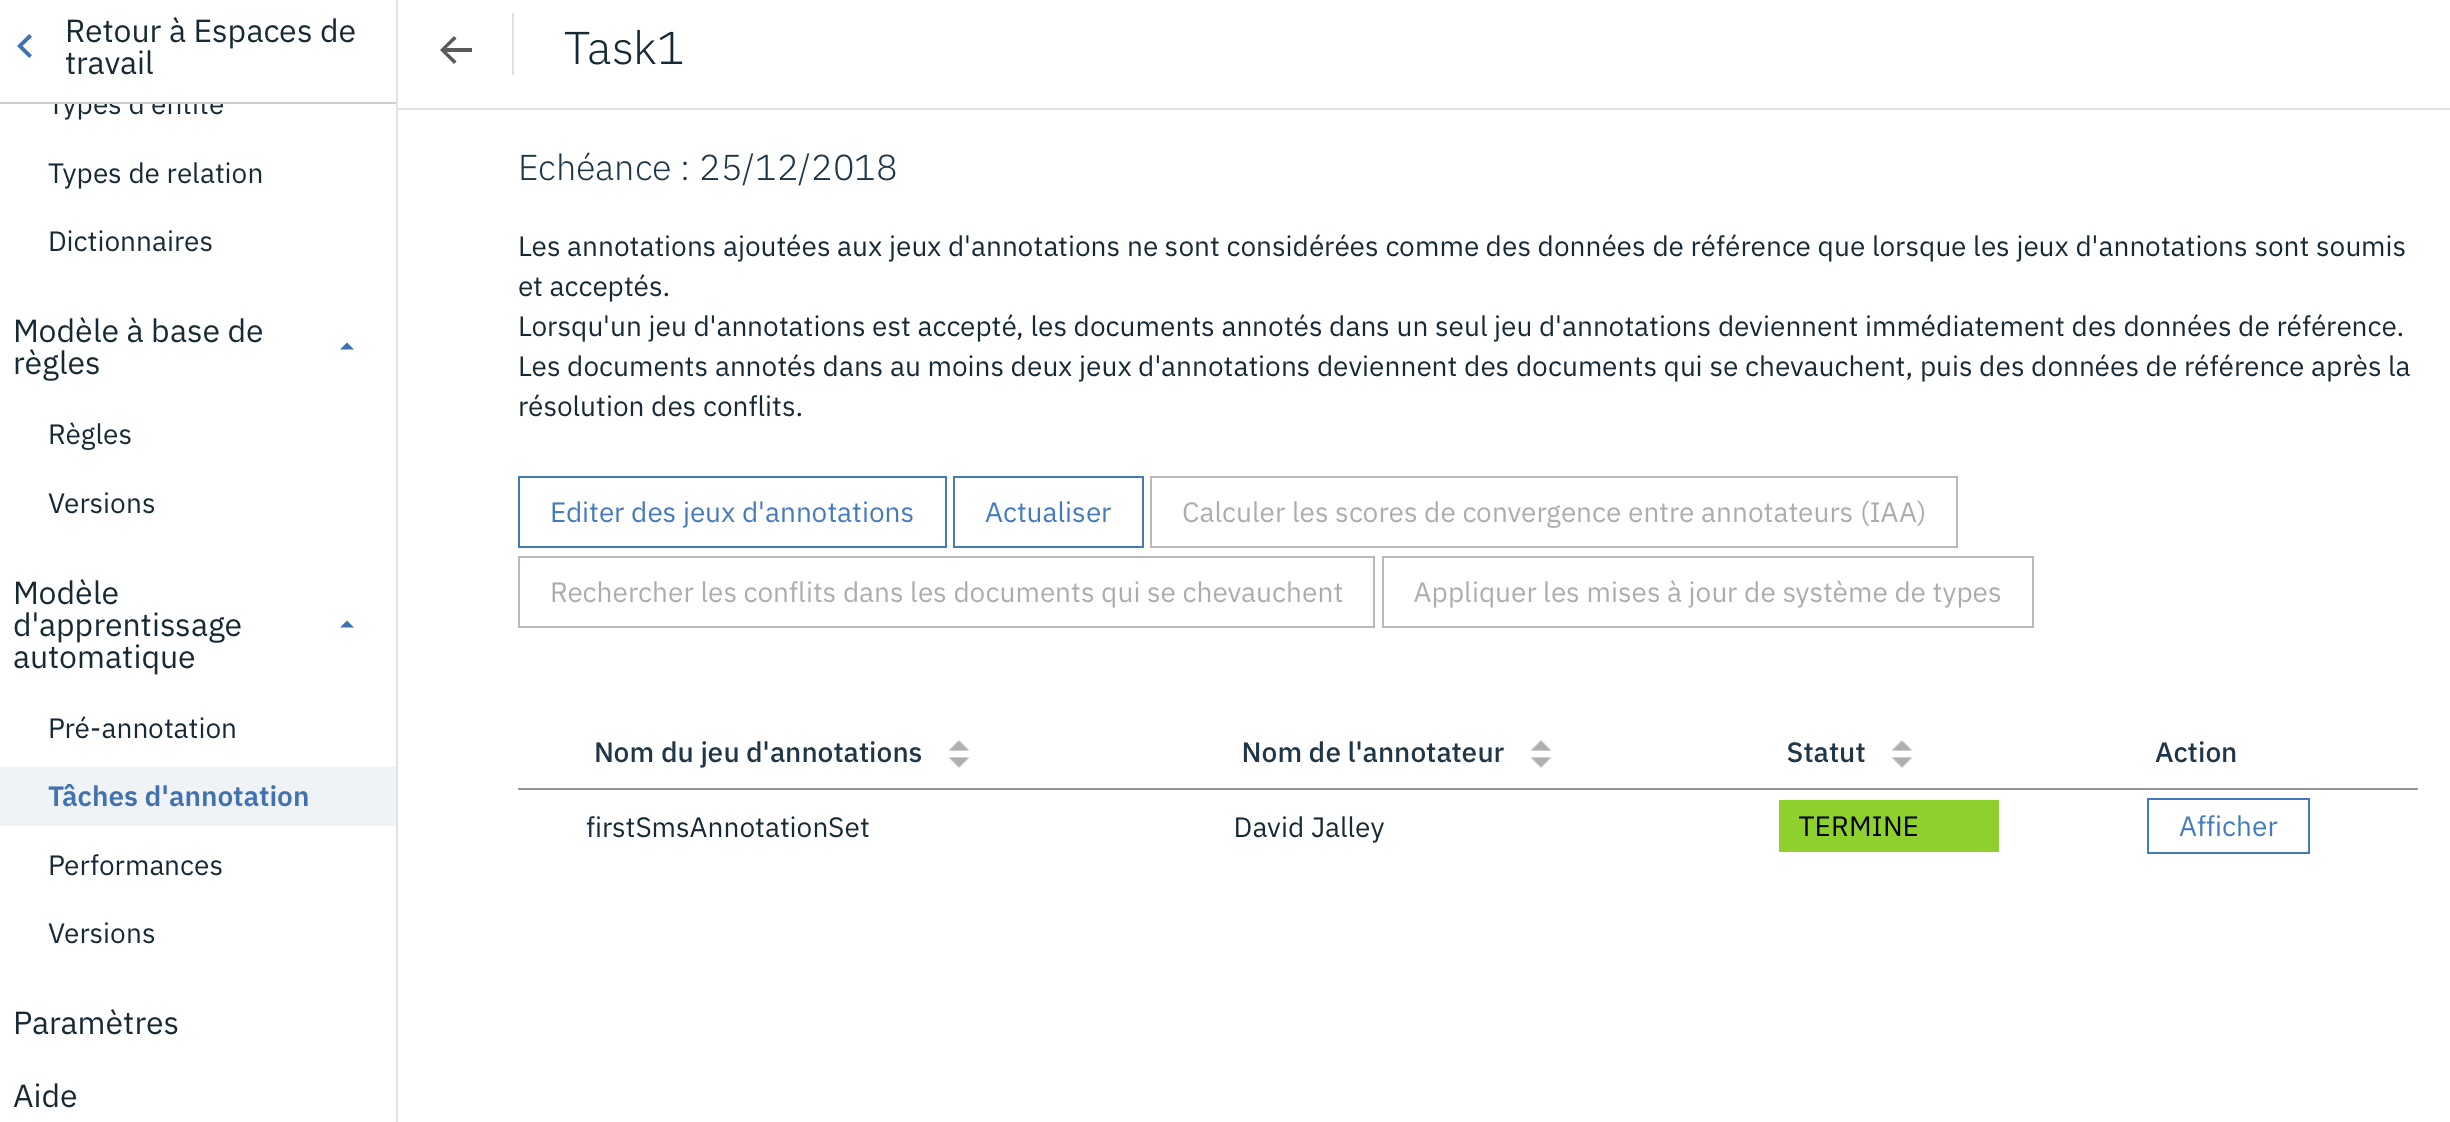 Retour à Espaces de
travail
Types d'entité
Types de relation
Dictionnaires
Modèle à base de
règles
Règles
Versions
Modèle
d'apprentissage
automatique
Pré-annotation
Tâches d'annotation
Performances
Versions
Paramètres
Aide
Task1
Echéance : 25/12/2018
Les annotations ajoutées aux jeux d'annotations ne sont considérées comme des données de référence que lorsque les jeux d'annotations sont soumis
et acceptés.
Lorsqu'un jeu d'annotations est accepté, les documents annotés dans un seul jeu d'annotations deviennent immédiatement des données de référence.
Les documents annotés dans au moins deux jeux d'annotations deviennent des documents qui se chevauchent, puis des données de référence après la
résolution des conflits.
Editer des jeux d'annotations Actualiser Calculer les scores de convergence entre annotateurs (IAA)
Rechercher les conflits dans les documents qui se chevauchent Appliquer les mises à jour de système de types
Nom du jeu d'annotations Nom de l'annotateur Statut Action
firstSmsAnnotationSet David Jalley TERMINE Afficher